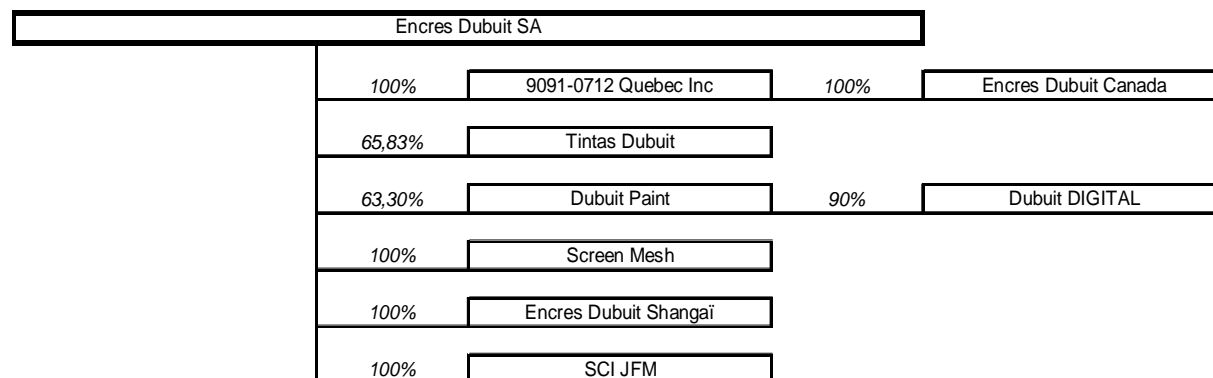 Encres Dubuit SA
100% 9091-0712 Quebec Inc 100% Encres Dubuit Canada
65,83% Tintas Dubuit
63,30% Dubuit Paint 90% Dubuit DIGITAL
100% Screen Mesh
100% Encres Dubuit Shangaï
100% SCI JFM